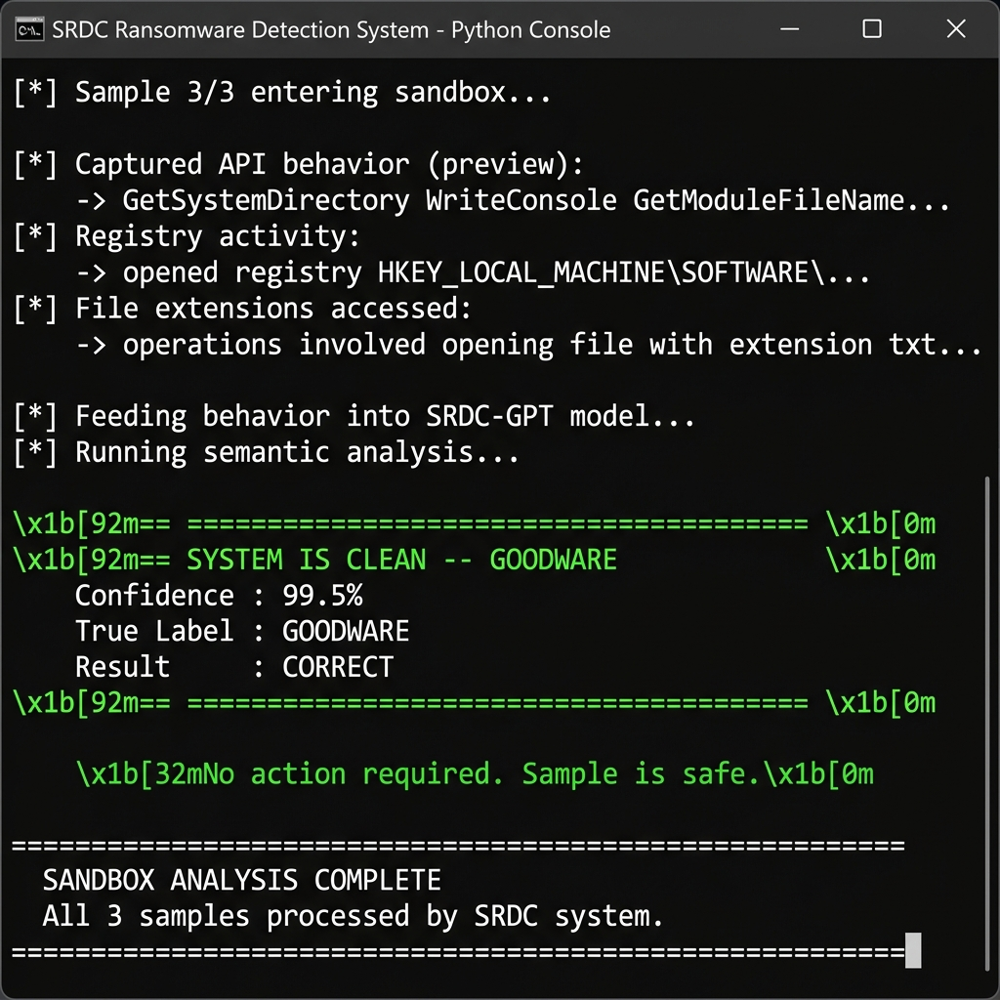 SRDC Ransomware Detection System - Python Console
[*] Sample 3/3 entering sandbox...
[*] Captured API behavior (preview):
    -> GetSystemDirectory WriteConsole GetModuleFileName...
[*] Registry activity:
    -> opened registry HKEY_LOCAL_MACHINE\SOFTWARE\...
[*] File extensions accessed:
    -> operations involved opening file with extension txt...
[*] Feeding behavior into SRDC-GPT model...
[*] Running semantic analysis...
\x1b[92m== ======================================= \x1b[0m
\x1b[92m== SYSTEM IS CLEAN -- GOODWARE             \x1b[0m
    Confidence : 99.5%
    True Label : GOODWARE
    Result     : CORRECT
\x1b[92m== ======================================= \x1b[0m
    \x1b[32mNo action required. Sample is safe.\x1b[0m
========================================================
  SANDBOX ANALYSIS COMPLETE
  All 3 samples processed by SRDC system.
========================================================